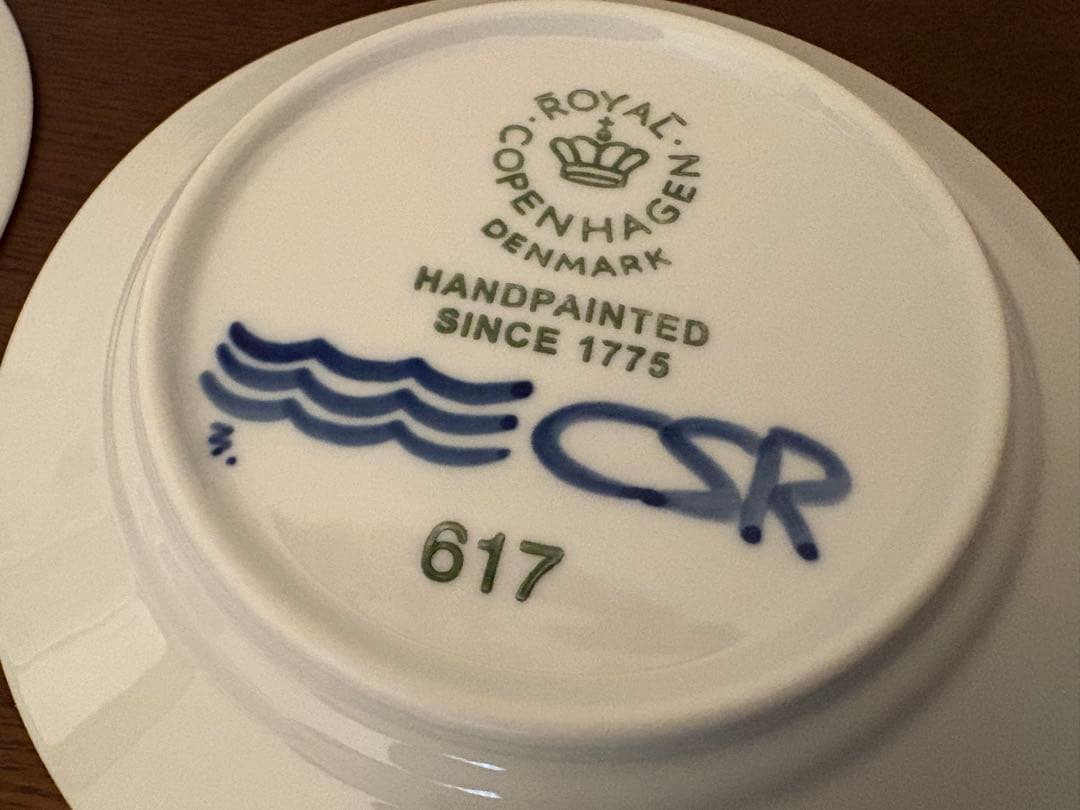 ROYAL
COPENHAGEN
DENMARK
HANDPAINTED
SINCE 1775
CSR
617